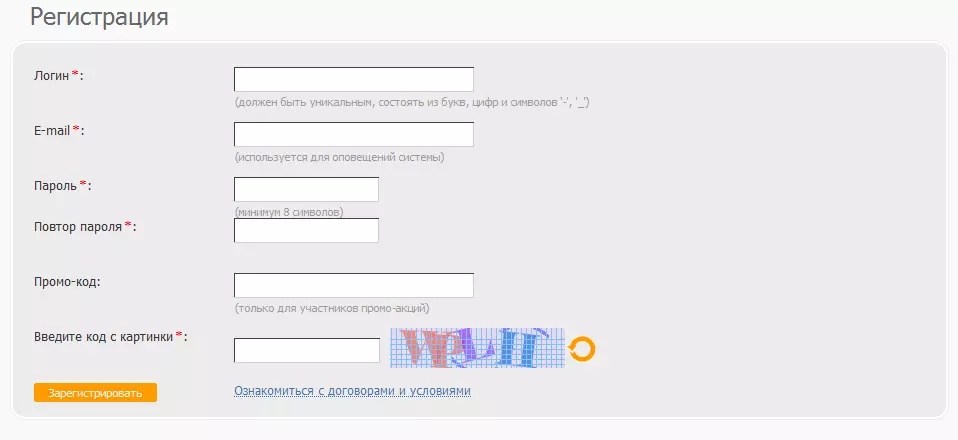 Регистрация
Логин*:
(должен быть уникальным, состоять из букв, цифр и символов '-', '_')
E-mail*:
(используется для оповещений системы)
Пароль*:
(минимум 8 символов)
Повтор пароля*:
Промо-код:
(только для участников промо-акций)
Введите код с картинки*:
Зарегистрировать
Ознакомиться с договорами и условиями